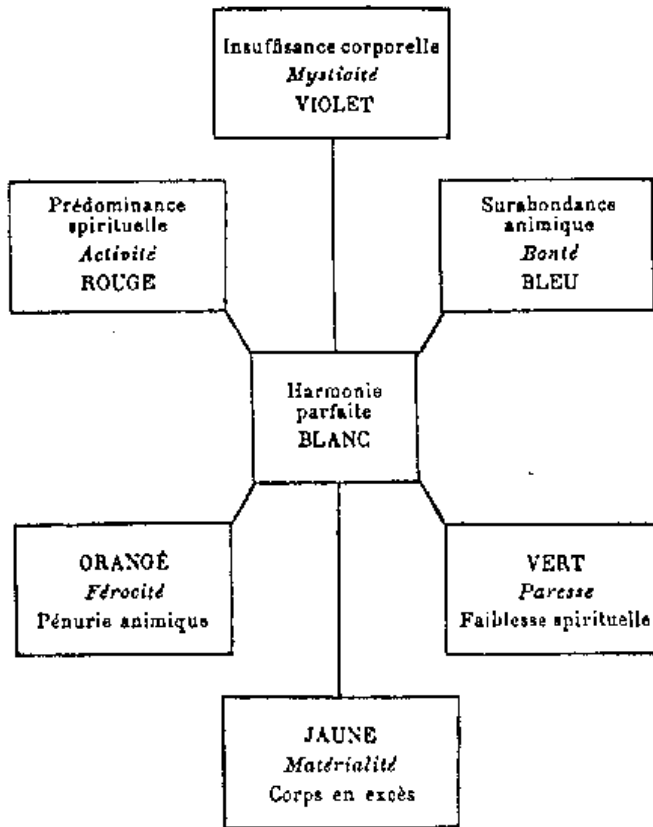 Insuffisance corporelle
Mysticité
VIOLET
Prédominance
spirituelle
Activité
ROUGE
Surabondance
animique
Bonté
BLEU
Harmonie
parfaite
BLANC
ORANGÉ
Férocité
Pénurie animique
VERT
Paresse
Faiblesse spirituelle
JAUNE
Matérialité
Corps en excès